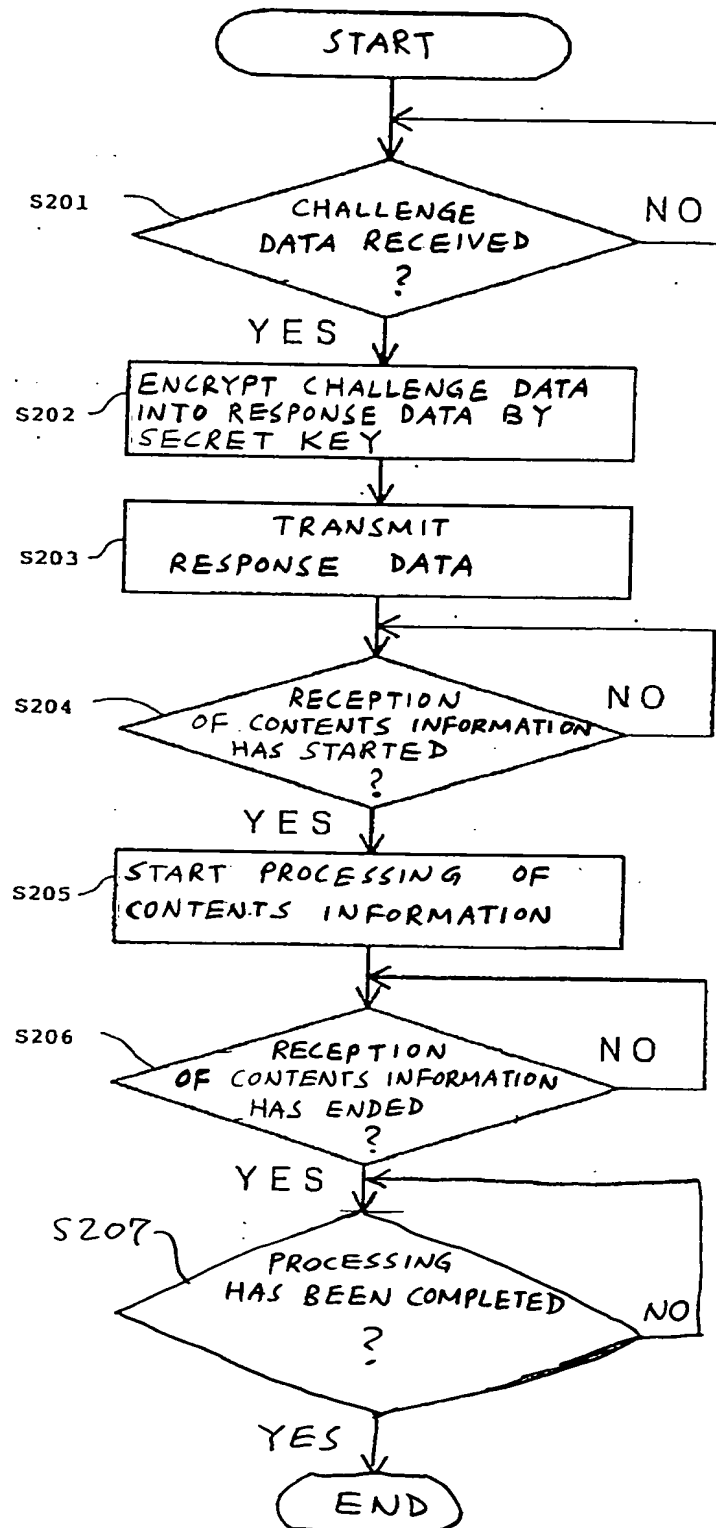 START
S201
CHALLENGE
DATA RECEIVED
?
NO
YES
S202
ENCRYPT CHALLENGE DATA
INTO RESPONSE DATA BY
SECRET KEY
S203
TRANSMIT
RESPONSE DATA
S204
RECEPTION
OF CONTENTS INFORMATION
HAS STARTED
?
NO
YES
S205
START PROCESSING OF
CONTENTS INFORMATION
S206
RECEPTION
OF CONTENTS INFORMATION
HAS ENDED
?
NO
YES
S207
PROCESSING
HAS BEEN COMPLETED
?
NO
YES
END